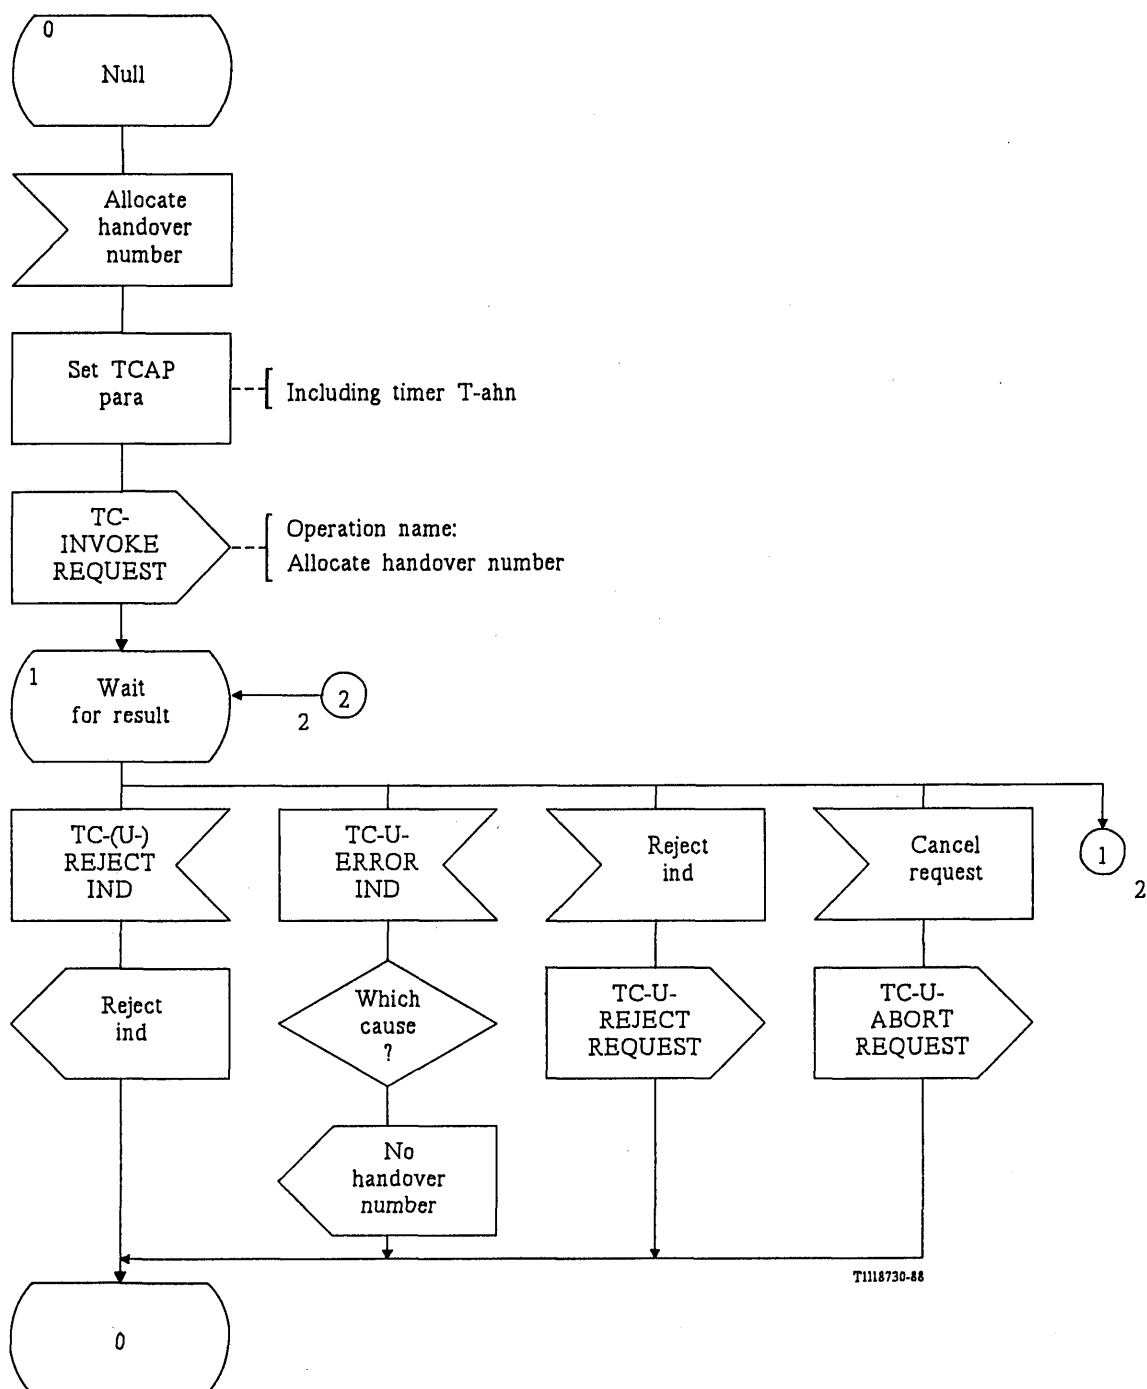 0
Null
Allocate
handover
number
Set TCAP
para
Including timer T-ahn
TC-
INVOKE
REQUEST
Operation name:
Allocate handover number
1
Wait
for result
2
2
TC-(U-)
REJECT
IND
TC-U-
ERROR
IND
Reject
ind
Cancel
request
1
2
Reject
ind
Which
cause
?
TC-U-
REJECT
REQUEST
TC-U-
ABORT
REQUEST
No
handover
number
T1118730-88
0